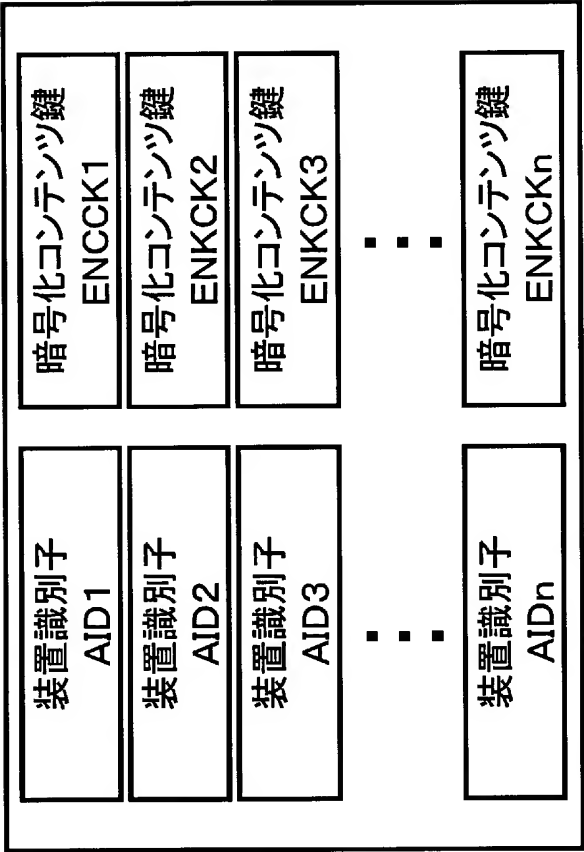 装置識別子
AID1
暗号化コンテンツ鍵
ENCCK1
装置識別子
AID2
暗号化コンテンツ鍵
ENKCK2
装置識別子
AID3
暗号化コンテンツ鍵
ENKCK3
装置識別子
AIDn
暗号化コンテンツ鍵
ENKCKn